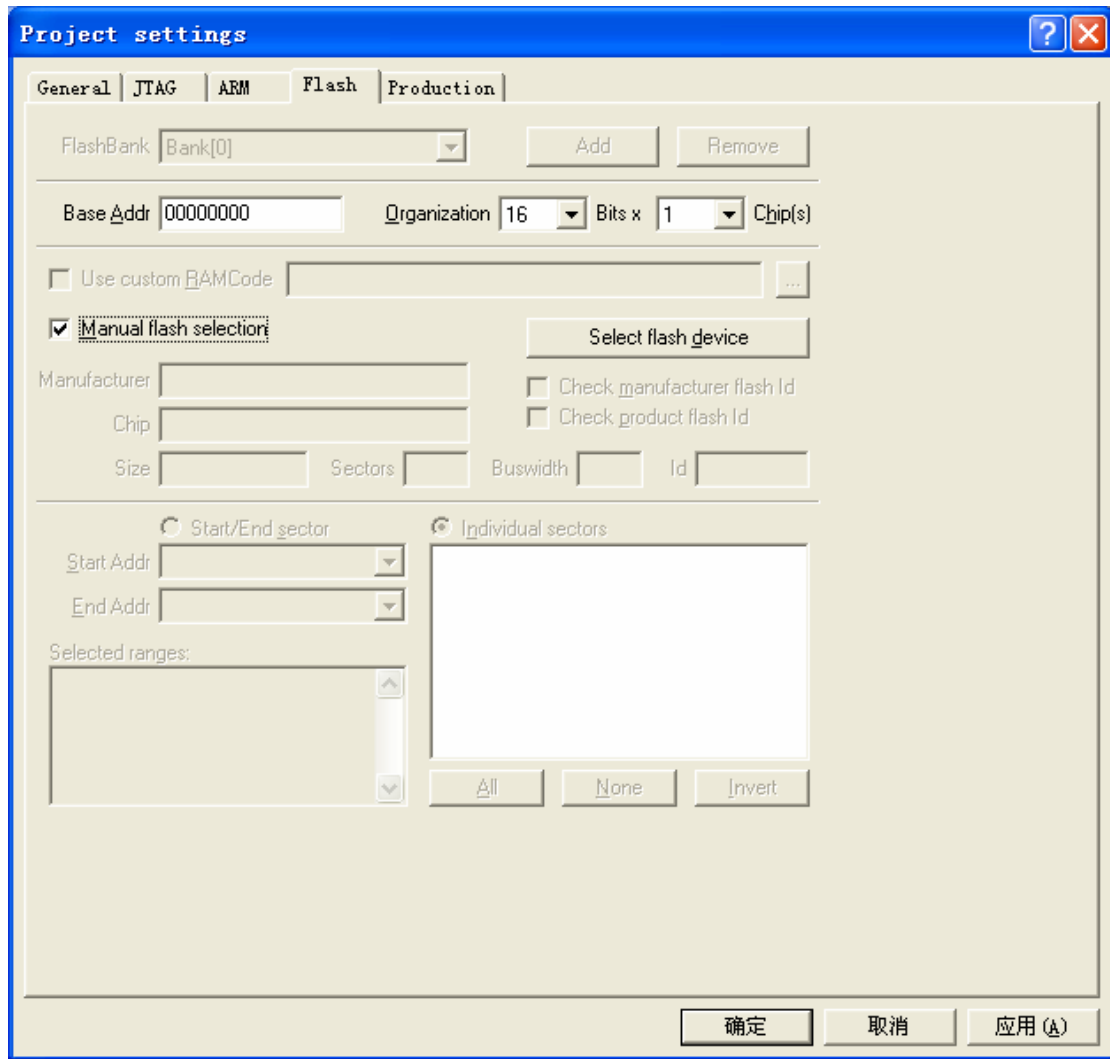 Project settings
General JTAG ARM Flash Production
FlashBank Bank[0] Add Remove
Base Addr 00000000 Organization 16 Bits x 1 Chip(s)
Use custom RAMCode ...
Manual flash selection Select flash device
Manufacturer Check manufacturer flash Id
Chip Check product flash Id
Size Sectors Buswidth Id
Start/End sector Individual sectors
Start Addr
End Addr
Selected ranges:
All None Invert
确定 取消 应用(A)